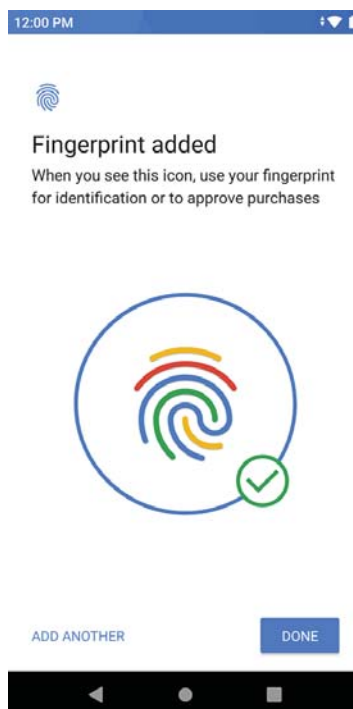 12:00 PM
Fingerprint added
When you see this icon, use your fingerprint
for identification or to approve purchases
ADD ANOTHER
DONE